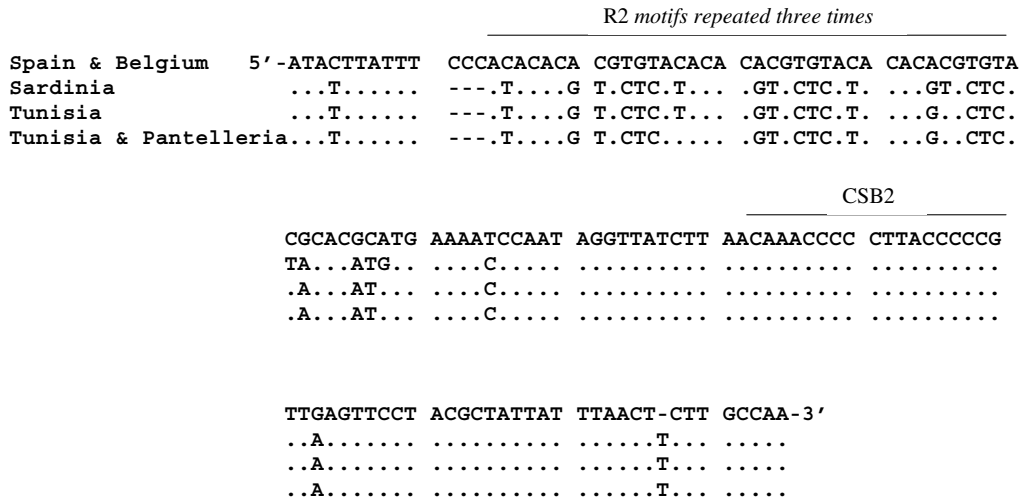 R2 motifs repeated three times
Spain & Belgium 5’-ATACTTATTT CCCACACACA CGTGTACACA CACGTGTACA CACACGTGTA
Sardinia ...T...... ---.T....G T.CTC.T... .GT.CTC.T. ...GT.CTC.
Tunisia ...T...... ---.T....G T.CTC.T... .GT.CTC.T. ...G..CTC.
Tunisia & Pantelleria...T...... ---.T....G T.CTC..... .GT.CTC.T. ...G..CTC.
CSB2
CGCACGCATG AAAATCCAAT AGGTTATCTT AACAAACCCC CTTACCCCCG
TA...ATG.. ....C..... .......... .......... ..........
.A...AT... ....C..... .......... .......... ..........
.A...AT... ....C..... .......... .......... ..........
TTGAGTTCCT ACGCTATTAT TTAACT-CTT GCCAA-3’
..A....... .......... ......T... .....
..A....... .......... ......T... .....
..A....... .......... ......T... .....